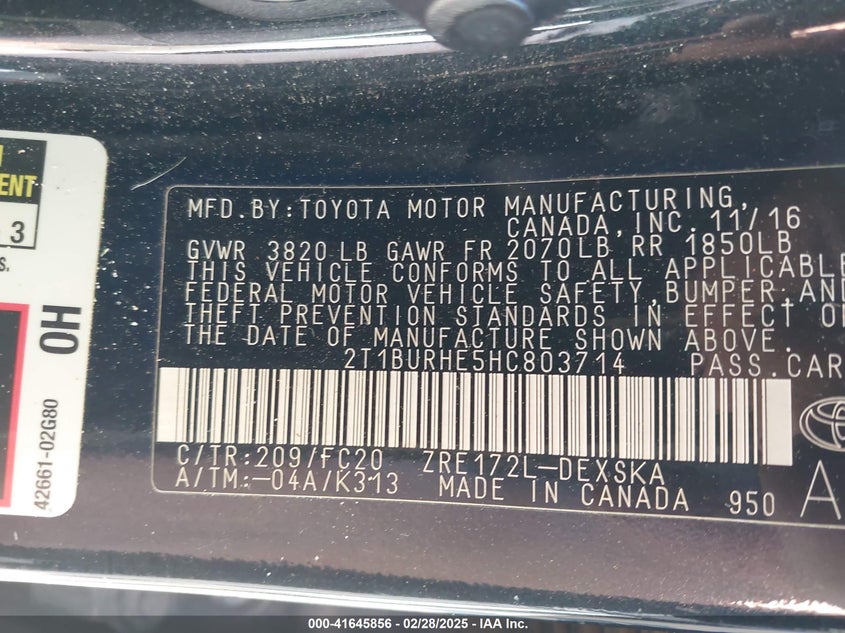 ENT
3
S.
OH
42661-02G80
MFD.BY:TOYOTA MOTOR MANUFACTURING,
CANADA,INC. 11/16
GVWR 3820 LB GAWR FR 2070LB RR 1850LB
THIS VEHICLE CONFORMS TO ALL APPLICABLE
FEDERAL MOTOR VEHICLE SAFETY,BUMPER,AND
THEFT PREVENTION STANDARDS IN EFFECT O
THE DATE OF MANUFACTURE SHOWN ABOVE.
2T1BURHE5HC803714 PASS.CAR
C/TR:209/FC20 ZRE172L-DEXSKA
A/TM:-04A/K313 MADE IN CANADA 950 A
000-41645856 - 02/28/2025 - IAA Inc.